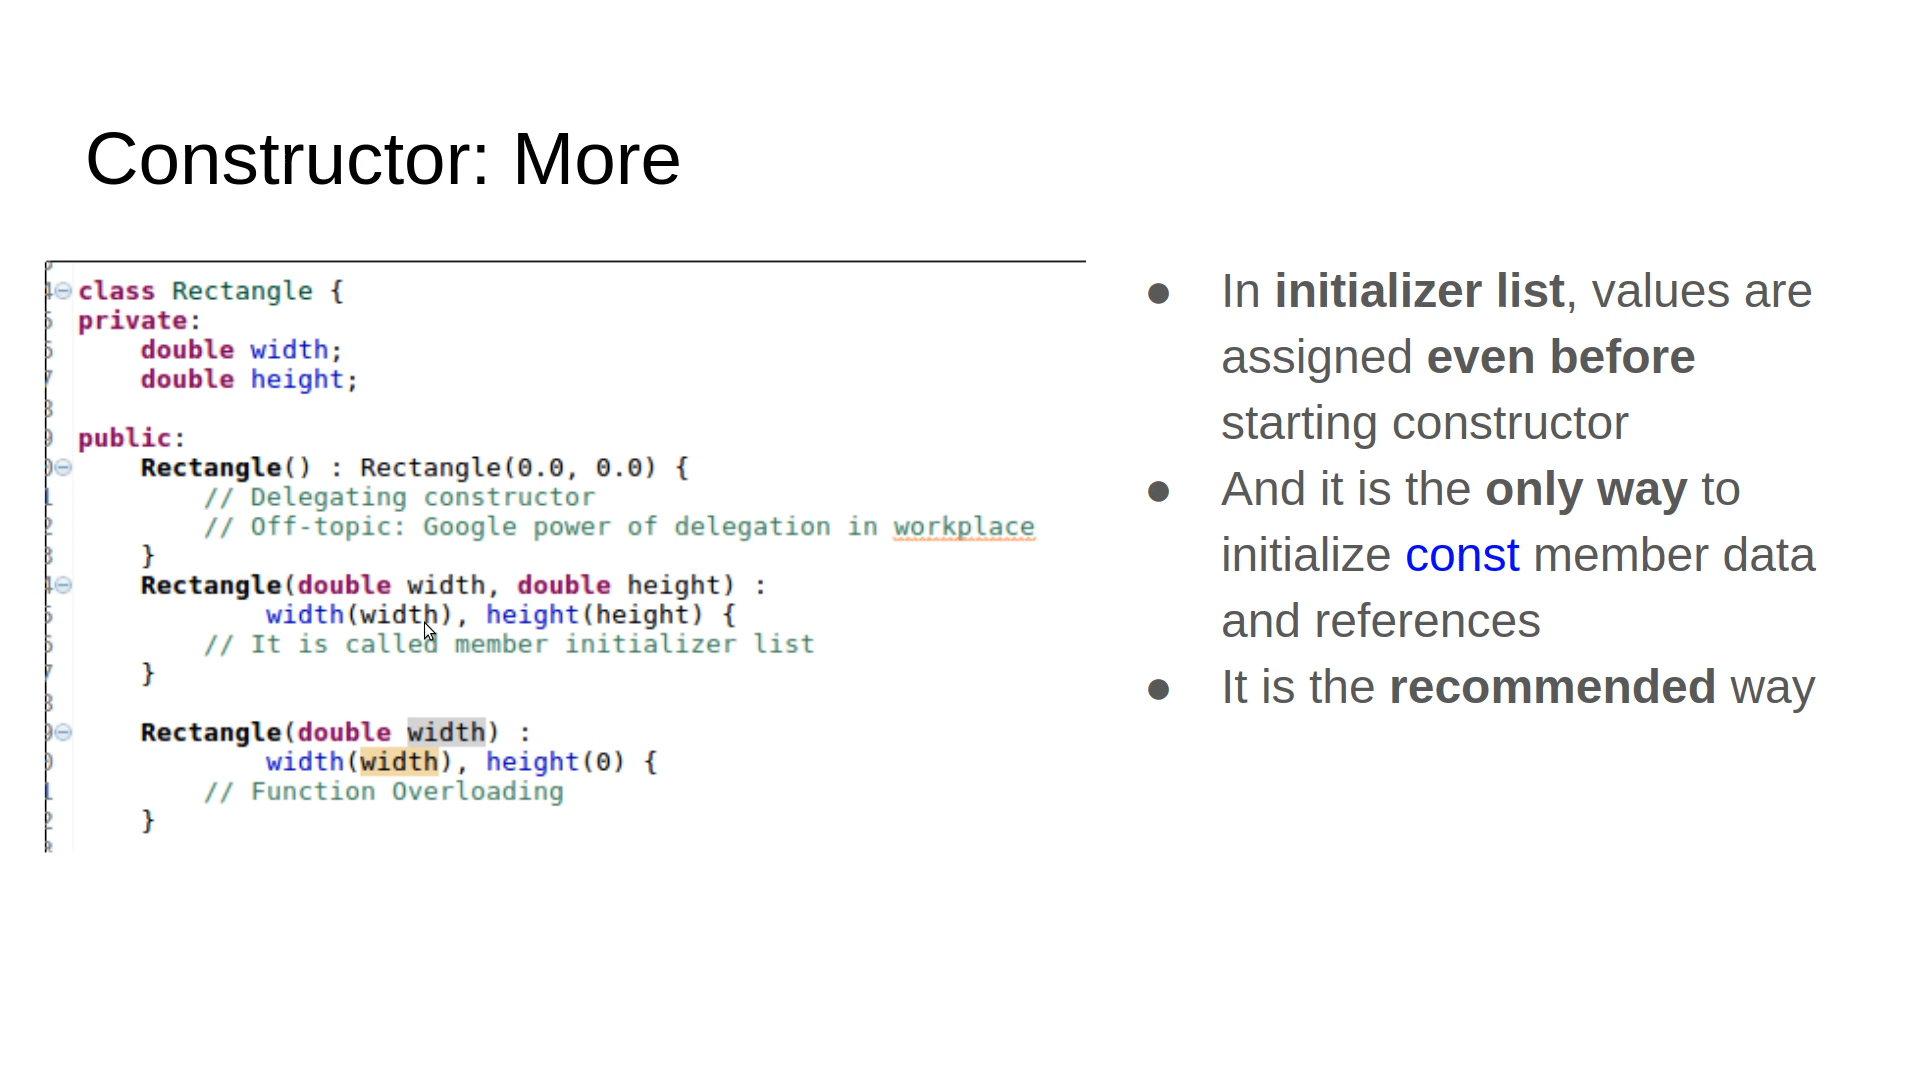 Constructor: More
class Rectangle {
private:
    double width;
    double height;
public:
    Rectangle() : Rectangle(0.0, 0.0) {
        // Delegating constructor
        // Off-topic: Google power of delegation in workplace
    }
    Rectangle(double width, double height) :
            width(width), height(height) {
        // It is called member initializer list
    }
    Rectangle(double width) :
            width(width), height(0) {
        // Function Overloading
    }
● In initializer list, values are
assigned even before
starting constructor
● And it is the only way to
initialize const member data
and references
● It is the recommended way